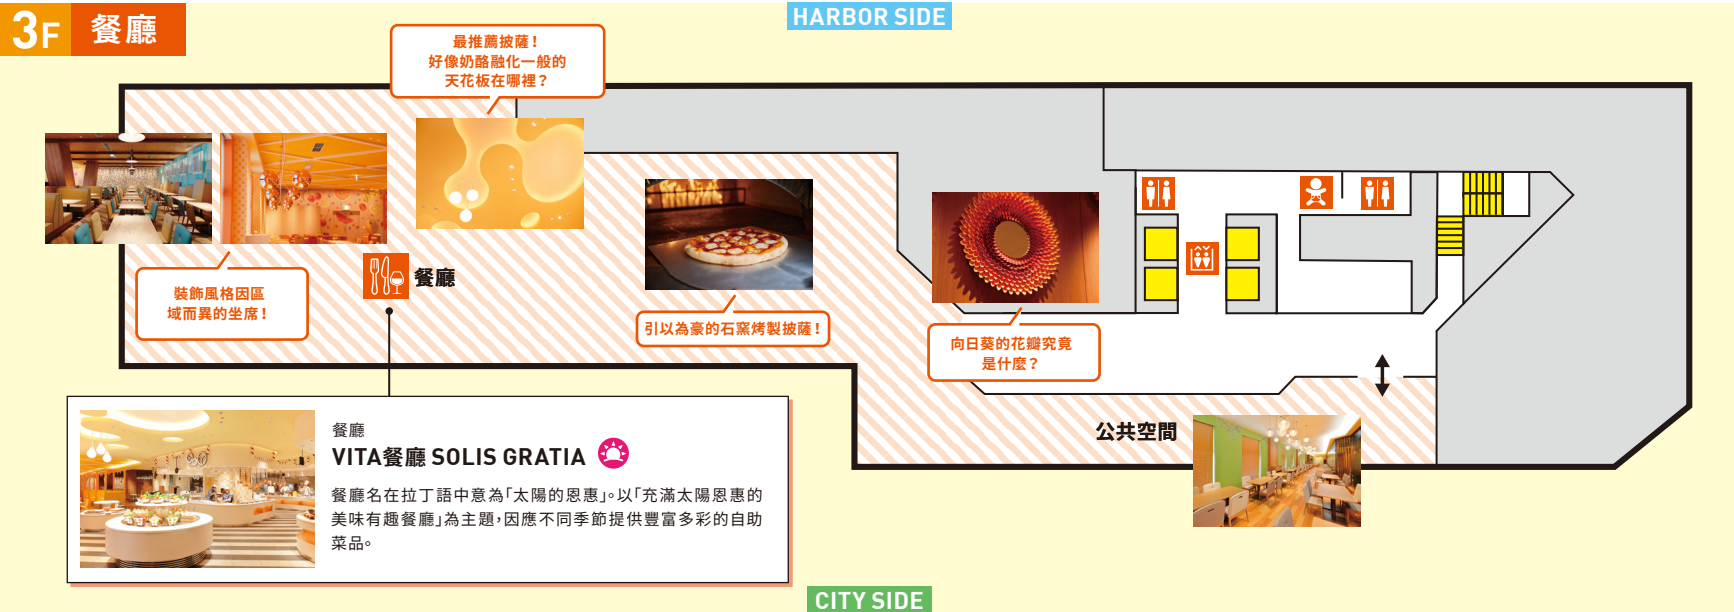 3F 餐廳
HARBOR SIDE
最推薦披薩！
好像奶酪融化一般的
天花板在哪裡？
裝飾風格因區
域而異的坐席！
餐廳
引以為豪的石窯烤製披薩！
向日葵的花瓣究竟
是什麼？
公共空間
餐廳
VITA餐廳 SOLIS GRATIA
餐廳名在拉丁語中意為「太陽的恩惠」。以「充滿太陽恩惠的
美味有趣餐廳」為主題，因應不同季節提供豐富多彩的自助
菜品。
CITY SIDE